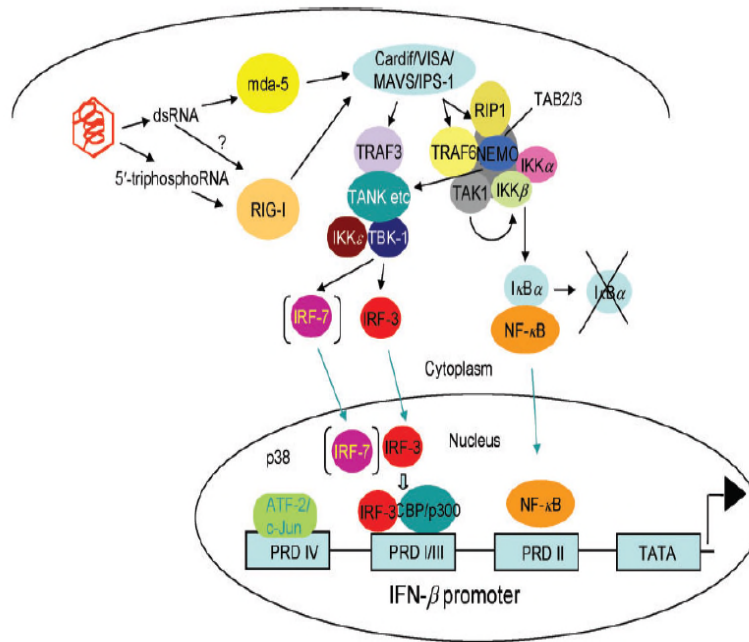 Cardif/VISA/
MAVS/IPS-1
mda-5
dsRNA
?
5′-triphosphoRNA
RIG-I
RIP1
TAB2/3
TRAF3
TRAF6
NEMO
IKKα
TANK etc
TAK1
IKKβ
IKKε
TBK-1
IκBα
IκBα
IRF-7
IRF-3
NF-κB
Cytoplasm
Nucleus
p38
IRF-7
IRF-3
ATF-2/
c-Jun
IRF-3
CBP/p300
NF-κB
PRD IV
PRD I/III
PRD II
TATA
IFN-β promoter